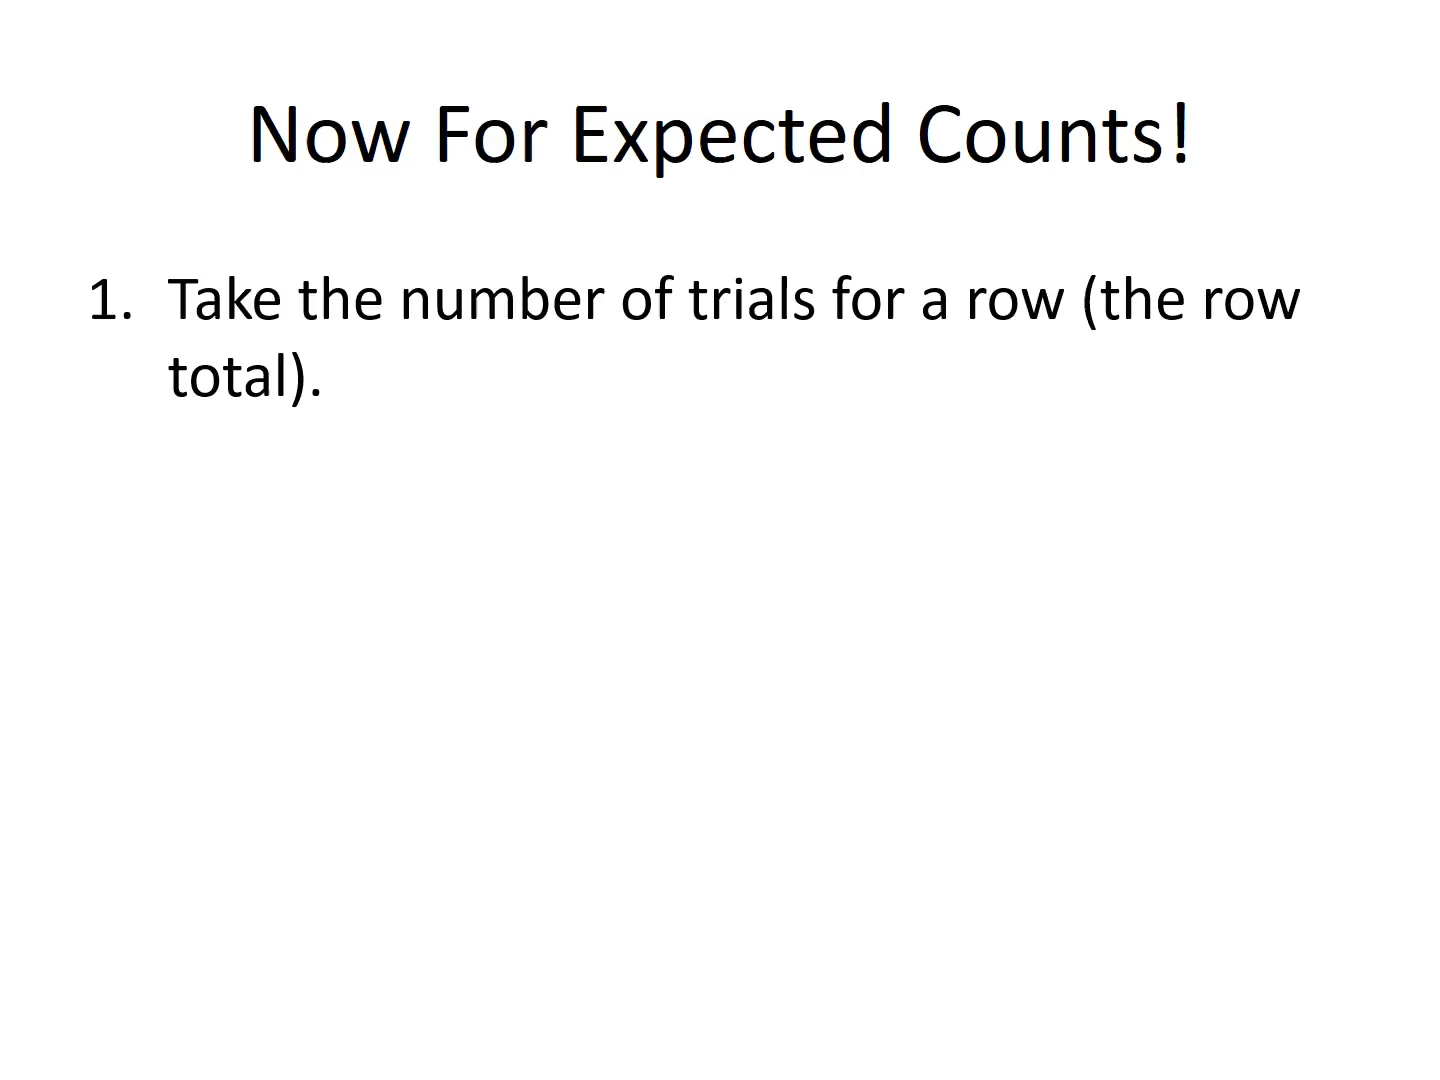 Now For Expected Counts!
1. Take the number of trials for a row (the row
total).